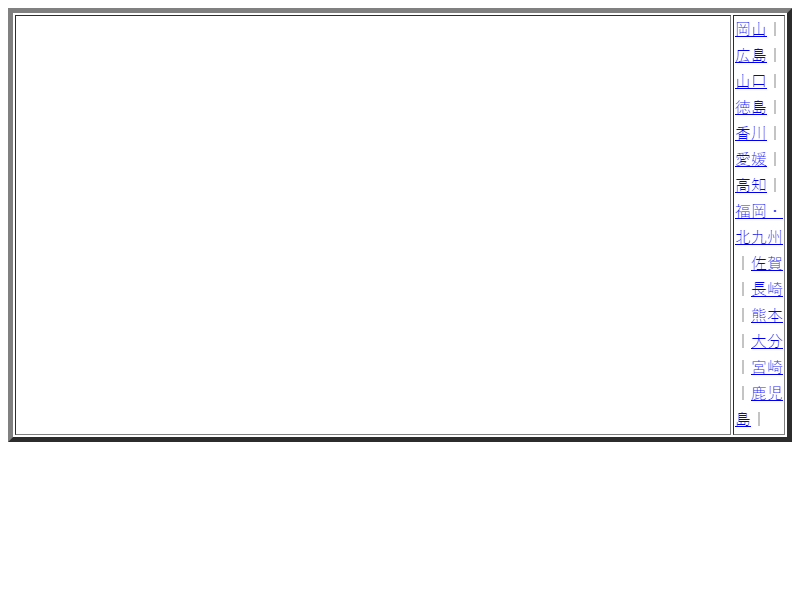 岡山｜
広島｜
山口｜
徳島｜
香川｜
愛媛｜
高知｜
福岡・
北九州
｜佐賀
｜長崎
｜熊本
｜大分
｜宮崎
｜鹿児
島｜